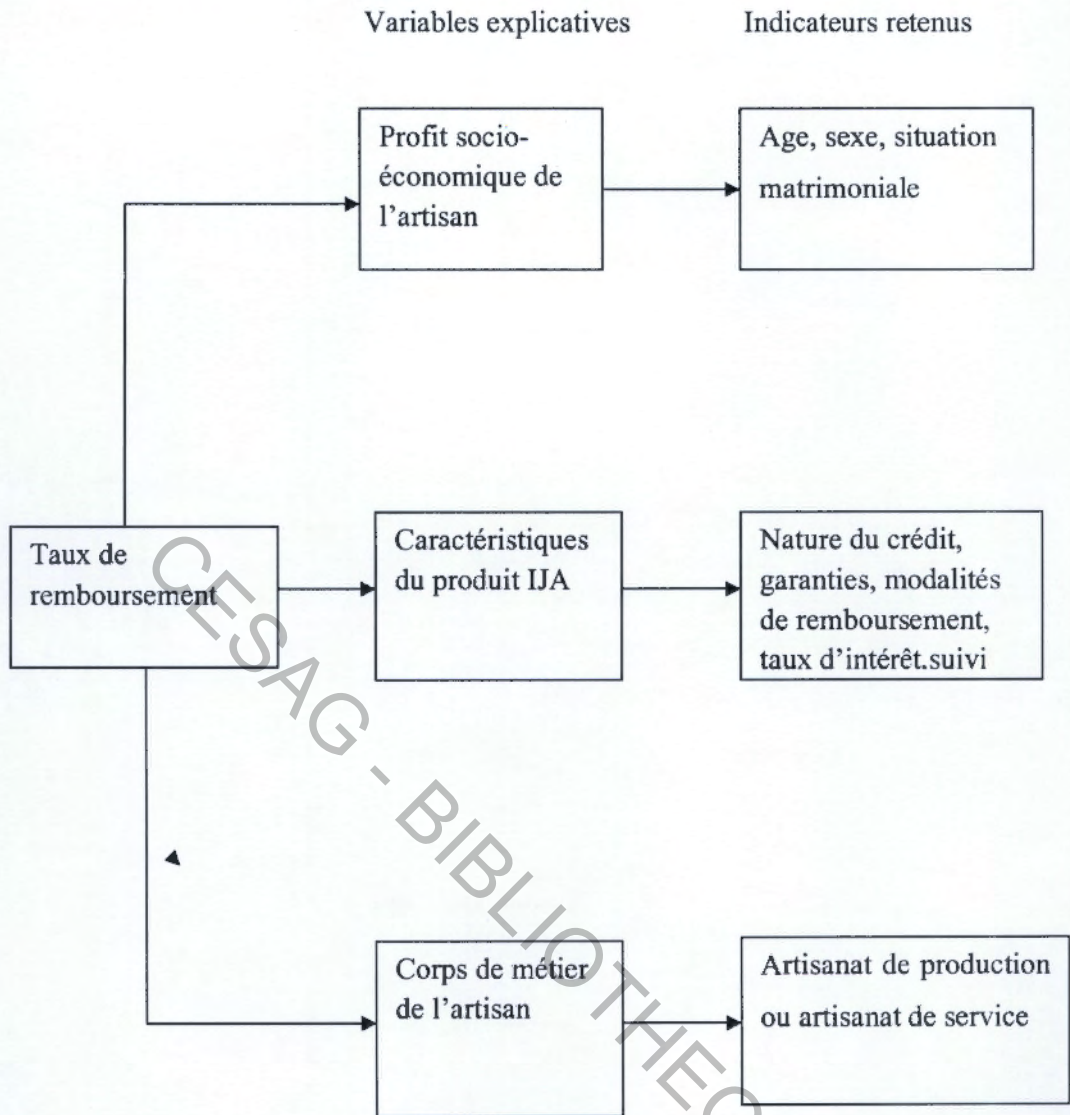 Variables explicatives
Indicateurs retenus
Profit socio-
économique de
l'artisan
Age, sexe, situation
matrimoniale
Taux de
remboursement
Caractéristiques
du produit IJA
Nature du crédit,
garanties, modalités
de remboursement,
taux d'intérêt.suivi
Corps de métier
de l'artisan
Artisanat de production
ou artisanat de service
CESAG - BIBLIOTHEQ